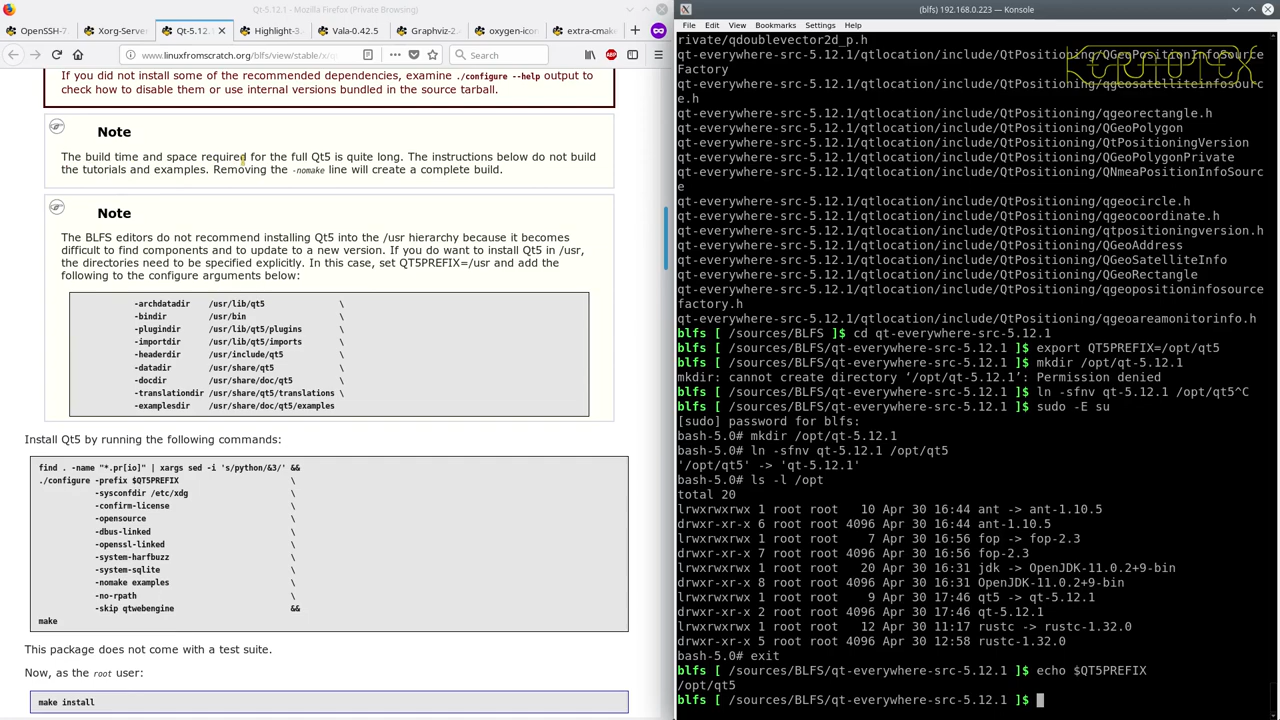 Qt-5.12.1 - Mozilla Firefox (Private Browsing)
OpenSSH-7
Xorg-Server
Qt-5.12.1
Highlight-3.
Vala-0.42.5
Graphviz-2.4
oxygen-icon
extra-cmake
www.linuxfromscratch.org/blfs/view/stable/x/
Search
ABP
If you did not install some of the recommended dependencies, examine ./configure --help output to
check how to disable them or use internal versions bundled in the source tarball.
Note
The build time and space required for the full Qt5 is quite long. The instructions below do not build
the tutorials and examples. Removing the -nomake line will create a complete build.
Note
The BLFS editors do not recommend installing Qt5 into the /usr hierarchy because it becomes
difficult to find components and to update to a new version. If you do want to install Qt5 in /usr,
the directories need to be specified explicitly. In this case, set QT5PREFIX=/usr and add the
following to the configure arguments below:
-archdatadir /usr/lib/qt5 \
-bindir /usr/bin \
-plugindir /usr/lib/qt5/plugins \
-importdir /usr/lib/qt5/imports \
-headerdir /usr/include/qt5 \
-datadir /usr/share/qt5 \
-docdir /usr/share/doc/qt5 \
-translationdir /usr/share/qt5/translations \
-examplesdir /usr/share/doc/qt5/examples
Install Qt5 by running the following commands:
find . -name "*.pr[io]" | xargs sed -i 's/python/&3/' &&
./configure -prefix $QT5PREFIX \
-sysconfdir /etc/xdg \
-confirm-license \
-opensource \
-dbus-linked \
-openssl-linked \
-system-harfbuzz \
-system-sqlite \
-nomake examples \
-no-rpath \
-skip qtwebengine &&
make
This package does not come with a test suite.
Now, as the root user:
make install
(blfs) 192.168.0.223 — Konsole
File Edit View Bookmarks Settings Help
rivate/qdoublevector2d_p.h
qt-everywhere-src-5.12.1/qtlocation/include/QtPositioning/QGeoPositionInfoSource
Factory
qt-everywhere-src-5.12.1/qtlocation/include/QtPositioning/qgeosatelliteinfosourc
e.h
qt-everywhere-src-5.12.1/qtlocation/include/QtPositioning/qgeorectangle.h
qt-everywhere-src-5.12.1/qtlocation/include/QtPositioning/QGeoPolygon
qt-everywhere-src-5.12.1/qtlocation/include/QtPositioning/QtPositioningVersion
qt-everywhere-src-5.12.1/qtlocation/include/QtPositioning/QGeoPolygonPrivate
qt-everywhere-src-5.12.1/qtlocation/include/QtPositioning/QNmeaPositionInfoSourc
e
qt-everywhere-src-5.12.1/qtlocation/include/QtPositioning/qgeocircle.h
qt-everywhere-src-5.12.1/qtlocation/include/QtPositioning/qgeocoordinate.h
qt-everywhere-src-5.12.1/qtlocation/include/QtPositioning/qtpositioningversion.h
qt-everywhere-src-5.12.1/qtlocation/include/QtPositioning/QGeoAddress
qt-everywhere-src-5.12.1/qtlocation/include/QtPositioning/QGeoSatelliteInfo
qt-everywhere-src-5.12.1/qtlocation/include/QtPositioning/QGeoRectangle
qt-everywhere-src-5.12.1/qtlocation/include/QtPositioning/qgeopositioninfosource
factory.h
qt-everywhere-src-5.12.1/qtlocation/include/QtPositioning/qgeoareamonitorinfo.h
blfs [ /sources/BLFS ]$ cd qt-everywhere-src-5.12.1
blfs [ /sources/BLFS/qt-everywhere-src-5.12.1 ]$ export QT5PREFIX=/opt/qt5
blfs [ /sources/BLFS/qt-everywhere-src-5.12.1 ]$ mkdir /opt/qt-5.12.1
mkdir: cannot create directory ‘/opt/qt-5.12.1’: Permission denied
blfs [ /sources/BLFS/qt-everywhere-src-5.12.1 ]$ ln -sfnv qt-5.12.1 /opt/qt5^C
blfs [ /sources/BLFS/qt-everywhere-src-5.12.1 ]$ sudo -E su
[sudo] password for blfs:
bash-5.0# mkdir /opt/qt-5.12.1
bash-5.0# ln -sfnv qt-5.12.1 /opt/qt5
'/opt/qt5' -> 'qt-5.12.1'
bash-5.0# ls -l /opt
total 20
lrwxrwxrwx 1 root root 10 Apr 30 16:44 ant -> ant-1.10.5
drwxr-xr-x 6 root root 4096 Apr 30 16:44 ant-1.10.5
lrwxrwxrwx 1 root root 7 Apr 30 16:56 fop -> fop-2.3
drwxr-xr-x 7 root root 4096 Apr 30 16:56 fop-2.3
lrwxrwxrwx 1 root root 20 Apr 30 16:31 jdk -> OpenJDK-11.0.2+9-bin
drwxr-xr-x 8 root root 4096 Apr 30 16:31 OpenJDK-11.0.2+9-bin
lrwxrwxrwx 1 root root 9 Apr 30 17:46 qt5 -> qt-5.12.1
drwxr-xr-x 2 root root 4096 Apr 30 17:46 qt-5.12.1
lrwxrwxrwx 1 root root 12 Apr 30 11:17 rustc -> rustc-1.32.0
drwxr-xr-x 5 root root 4096 Apr 30 12:58 rustc-1.32.0
bash-5.0# exit
blfs [ /sources/BLFS/qt-everywhere-src-5.12.1 ]$ echo $QT5PREFIX
/opt/qt5
blfs [ /sources/BLFS/qt-everywhere-src-5.12.1 ]$